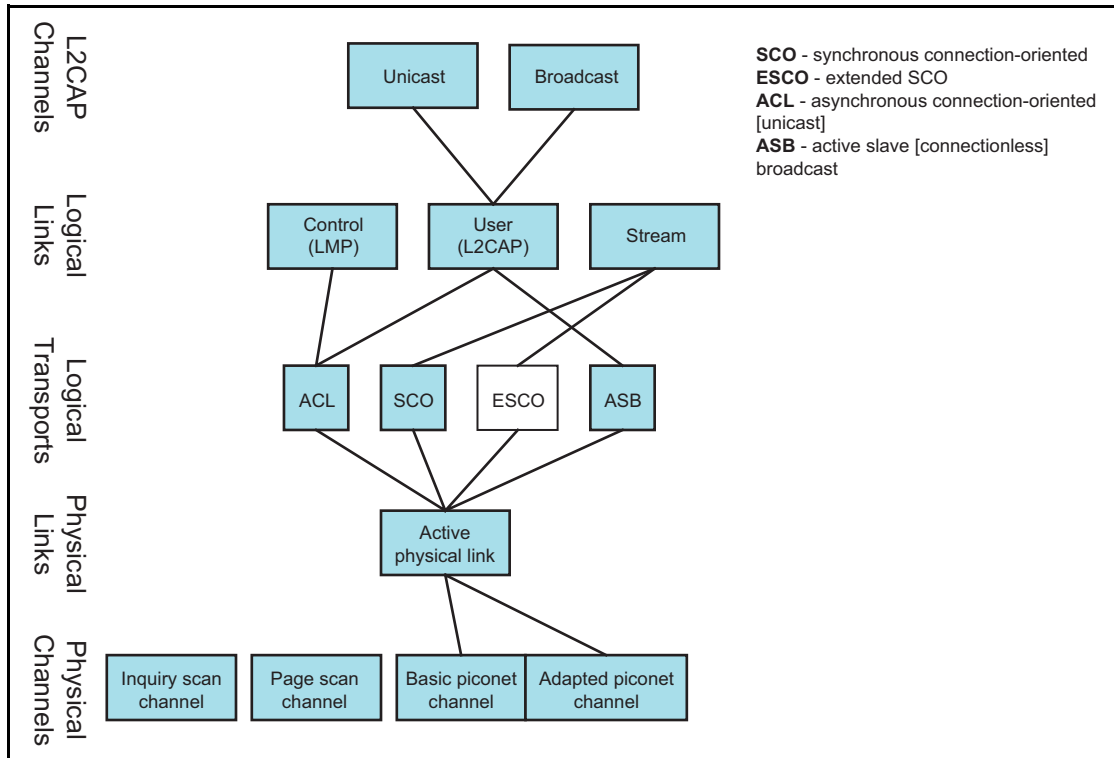 L2CAP
Channels
Unicast
Broadcast
SCO - synchronous connection-oriented
ESCO - extended SCO
ACL - asynchronous connection-oriented
[unicast]
ASB - active slave [connectionless]
broadcast
Logical
Links
Control
(LMP)
User
(L2CAP)
Stream
Logical
Transports
ACL
SCO
ESCO
ASB
Physical
Links
Active
physical link
Physical
Channels
Inquiry scan
channel
Page scan
channel
Basic piconet
channel
Adapted piconet
channel